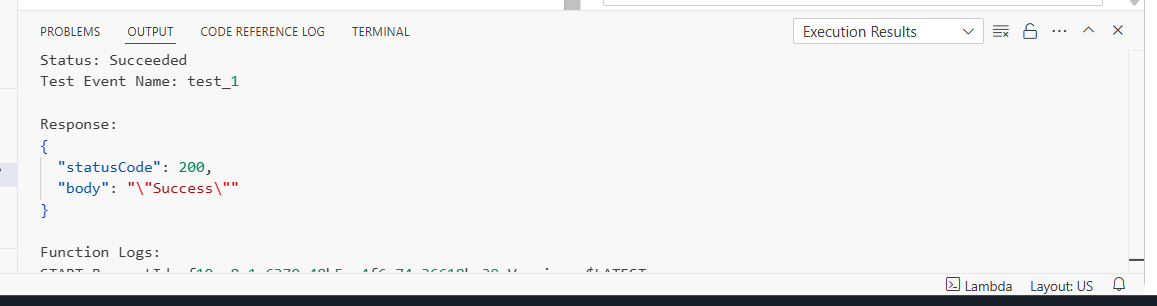 PROBLEMS OUTPUT CODE REFERENCE LOG TERMINAL Execution Results
Status: Succeeded
Test Event Name: test_1
Response:
{
"statusCode": 200,
"body": "\"Success\""
}
Function Logs:
Lambda Layout: US